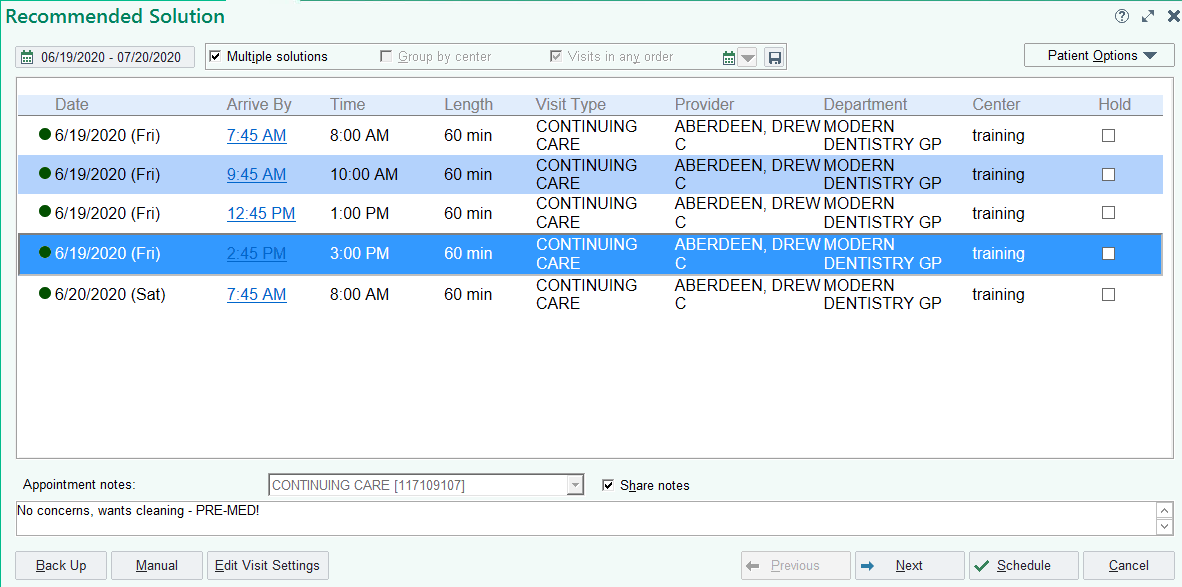 Recommended Solution
06/19/2020 - 07/20/2020 Multiple solutions Group by center Visits in any order Patient Options
Date Arrive By Time Length Visit Type Provider Department Center Hold
6/19/2020 (Fri) 7:45 AM 8:00 AM 60 min CONTINUING CARE ABERDEEN, DREW C MODERN DENTISTRY GP training
6/19/2020 (Fri) 9:45 AM 10:00 AM 60 min CONTINUING CARE ABERDEEN, DREW C MODERN DENTISTRY GP training
6/19/2020 (Fri) 12:45 PM 1:00 PM 60 min CONTINUING CARE ABERDEEN, DREW C MODERN DENTISTRY GP training
6/19/2020 (Fri) 2:45 PM 3:00 PM 60 min CONTINUING CARE ABERDEEN, DREW C MODERN DENTISTRY GP training
6/20/2020 (Sat) 7:45 AM 8:00 AM 60 min CONTINUING CARE ABERDEEN, DREW C MODERN DENTISTRY GP training
Appointment notes: CONTINUING CARE [117109107] Share notes
No concerns, wants cleaning - PRE-MED!
Back Up Manual Edit Visit Settings Previous Next Schedule Cancel